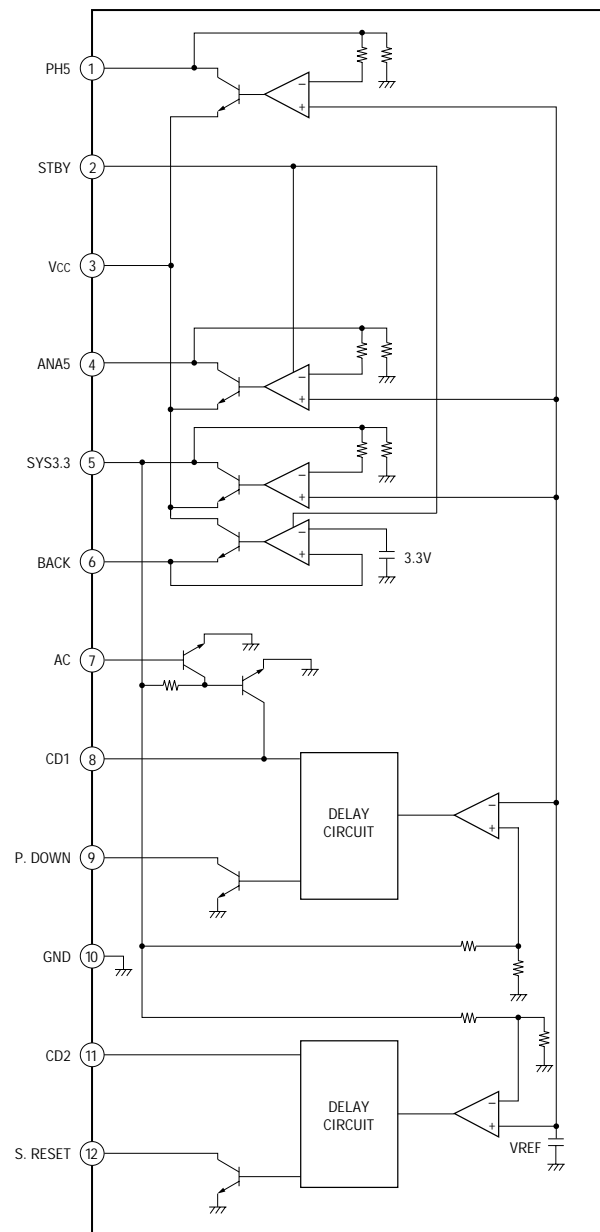 PH5 1
−
+
STBY 2
Vcc 3
ANA5 4
−
+
SYS3.3 5
−
+
−
+
3.3V
BACK 6
AC 7
CD1 8
DELAY
CIRCUIT
−
+
P. DOWN 9
GND 10
CD2 11
DELAY
CIRCUIT
−
+
VREF
S. RESET 12